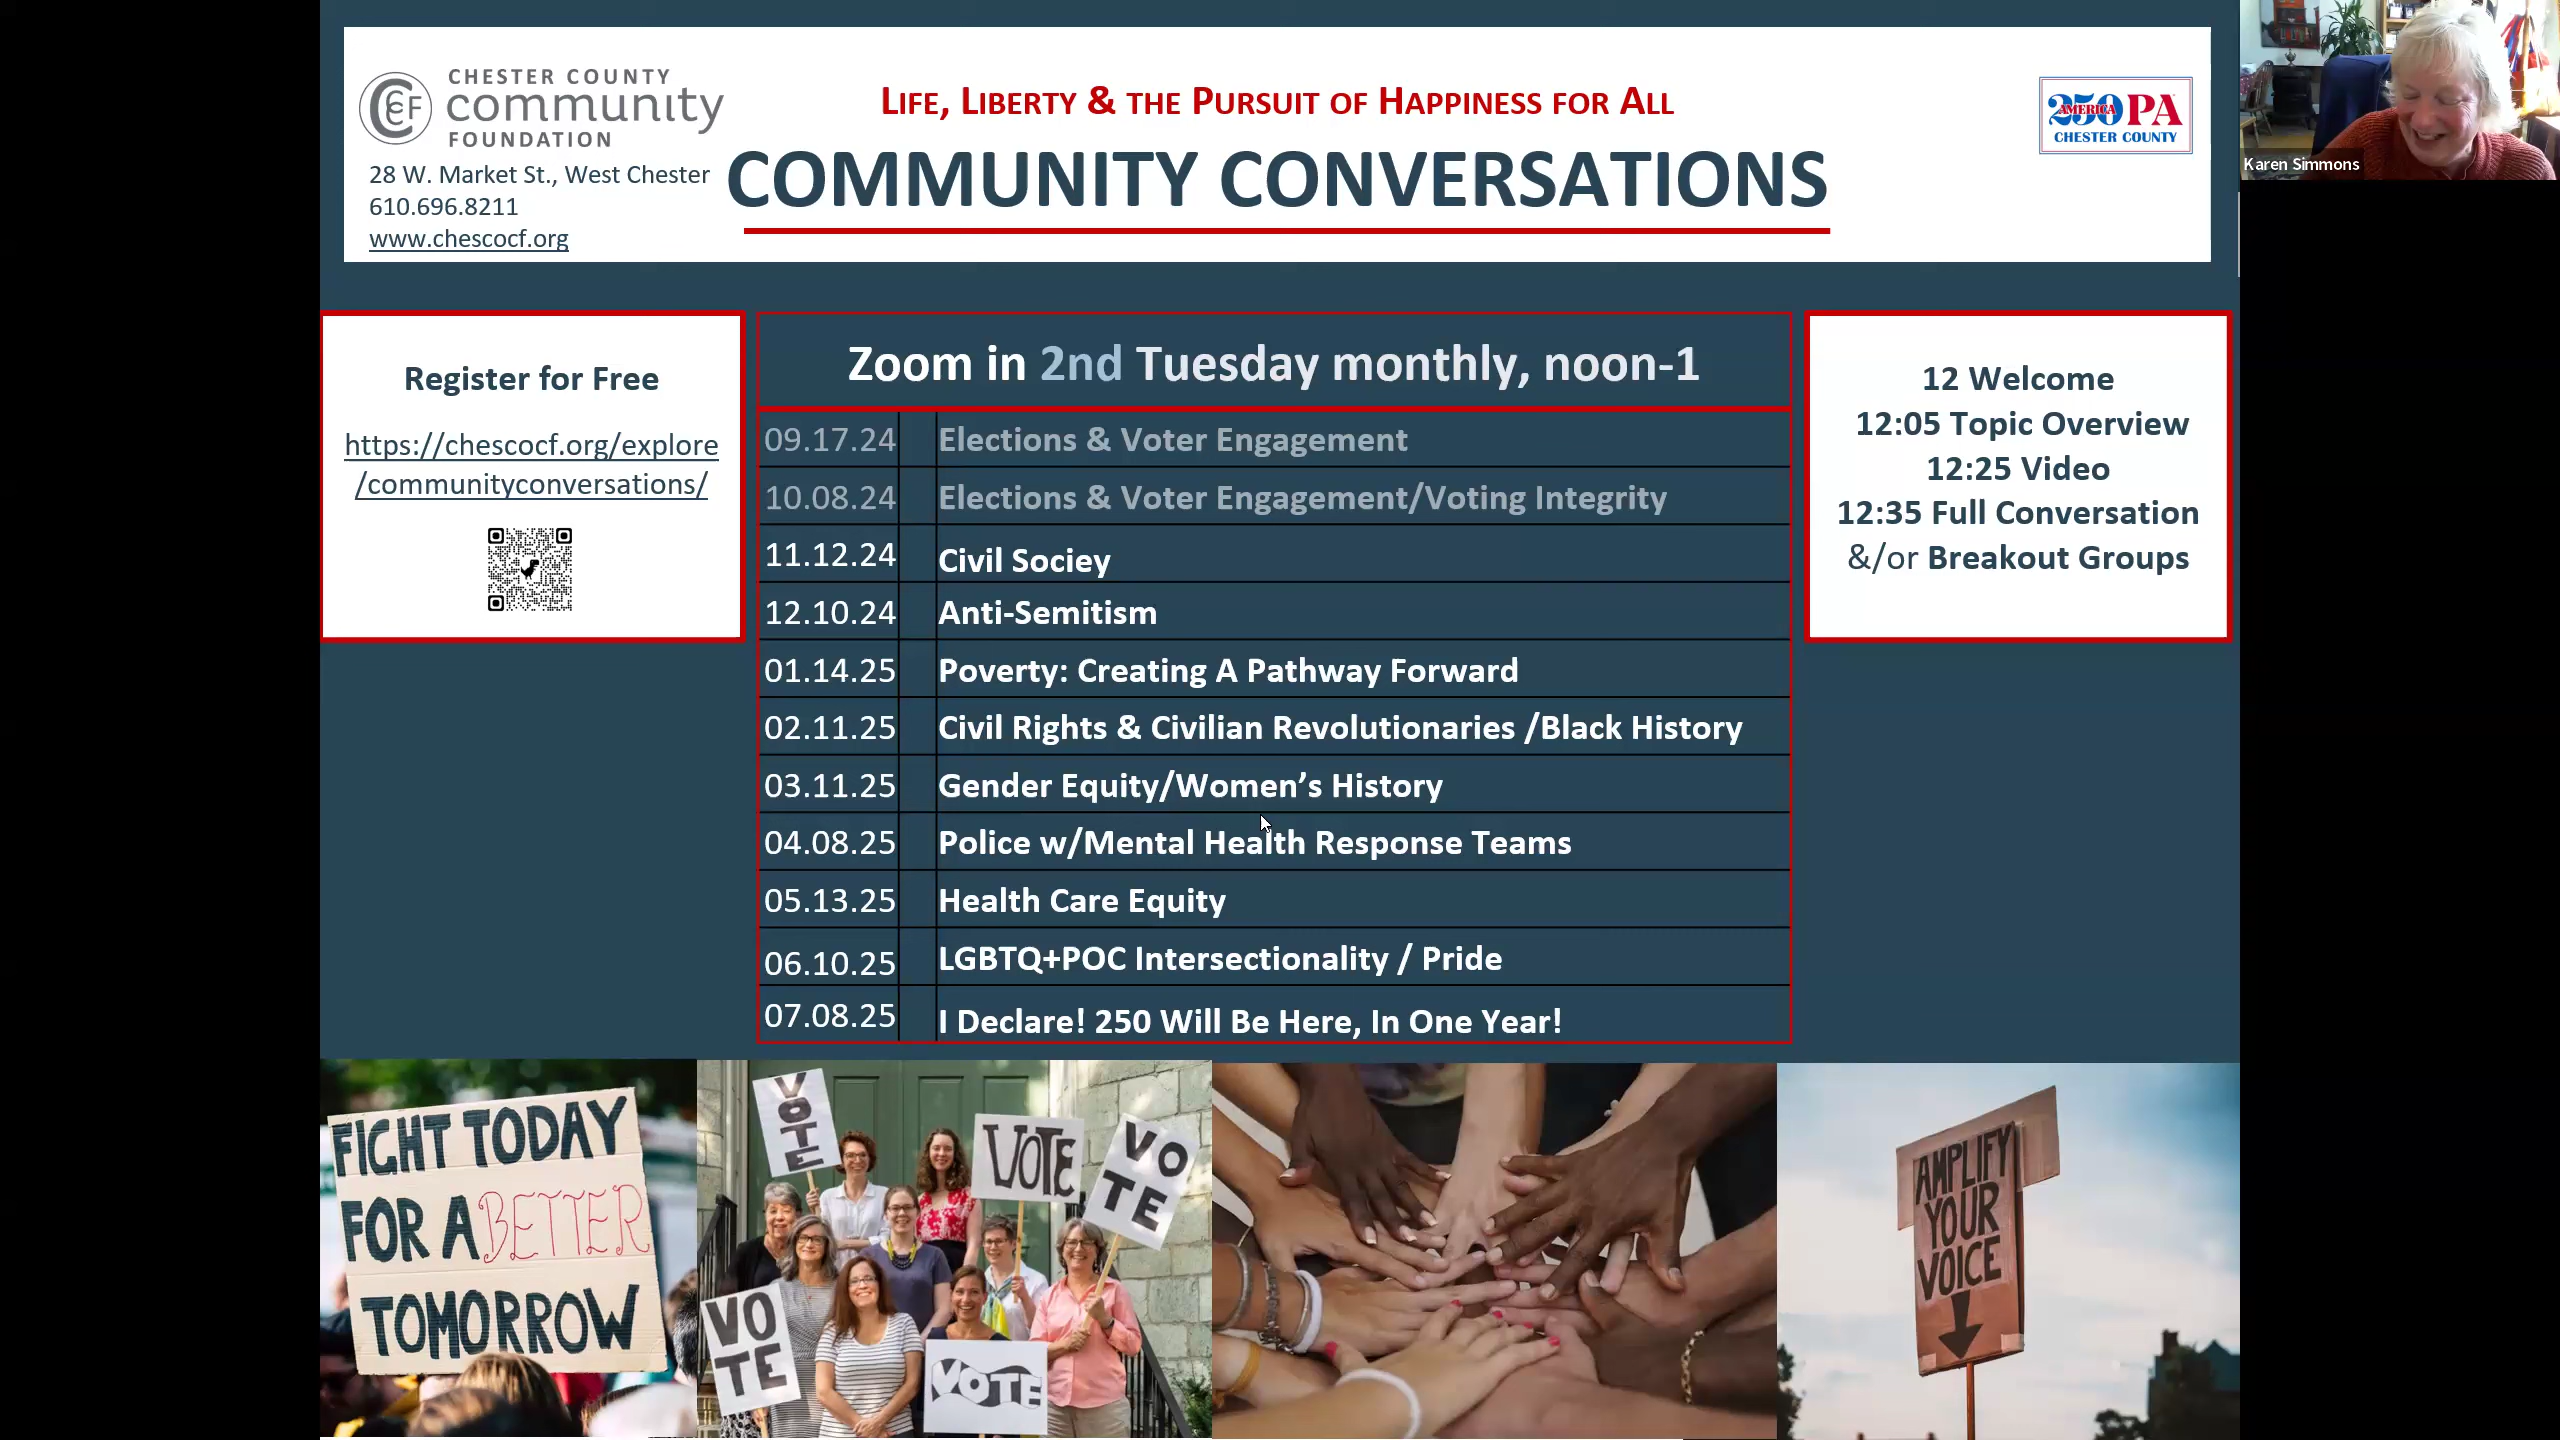 CHESTER COUNTY
community
FOUNDATION
CCCF
28 W. Market St., West Chester
610.696.8211
www.chescocf.org
LIFE, LIBERTY & THE PURSUIT OF HAPPINESS FOR ALL
COMMUNITY CONVERSATIONS
250 PA
AMERICA
CHESTER COUNTY
Karen Simmons
Register for Free
https://chescocf.org/explore
/communityconversations/
Zoom in 2nd Tuesday monthly, noon-1
09.17.24 Elections & Voter Engagement
10.08.24 Elections & Voter Engagement/Voting Integrity
11.12.24 Civil Sociey
12.10.24 Anti-Semitism
01.14.25 Poverty: Creating A Pathway Forward
02.11.25 Civil Rights & Civilian Revolutionaries /Black History
03.11.25 Gender Equity/Women’s History
04.08.25 Police w/Mental Health Response Teams
05.13.25 Health Care Equity
06.10.25 LGBTQ+POC Intersectionality / Pride
07.08.25 I Declare! 250 Will Be Here, In One Year!
12 Welcome
12:05 Topic Overview
12:25 Video
12:35 Full Conversation
&/or Breakout Groups
FIGHT TODAY
FOR A BETTER
TOMORROW
VOTE
VOTE
VO
TE
VO
TE
VOTE
AMPLIFY
YOUR
VOICE